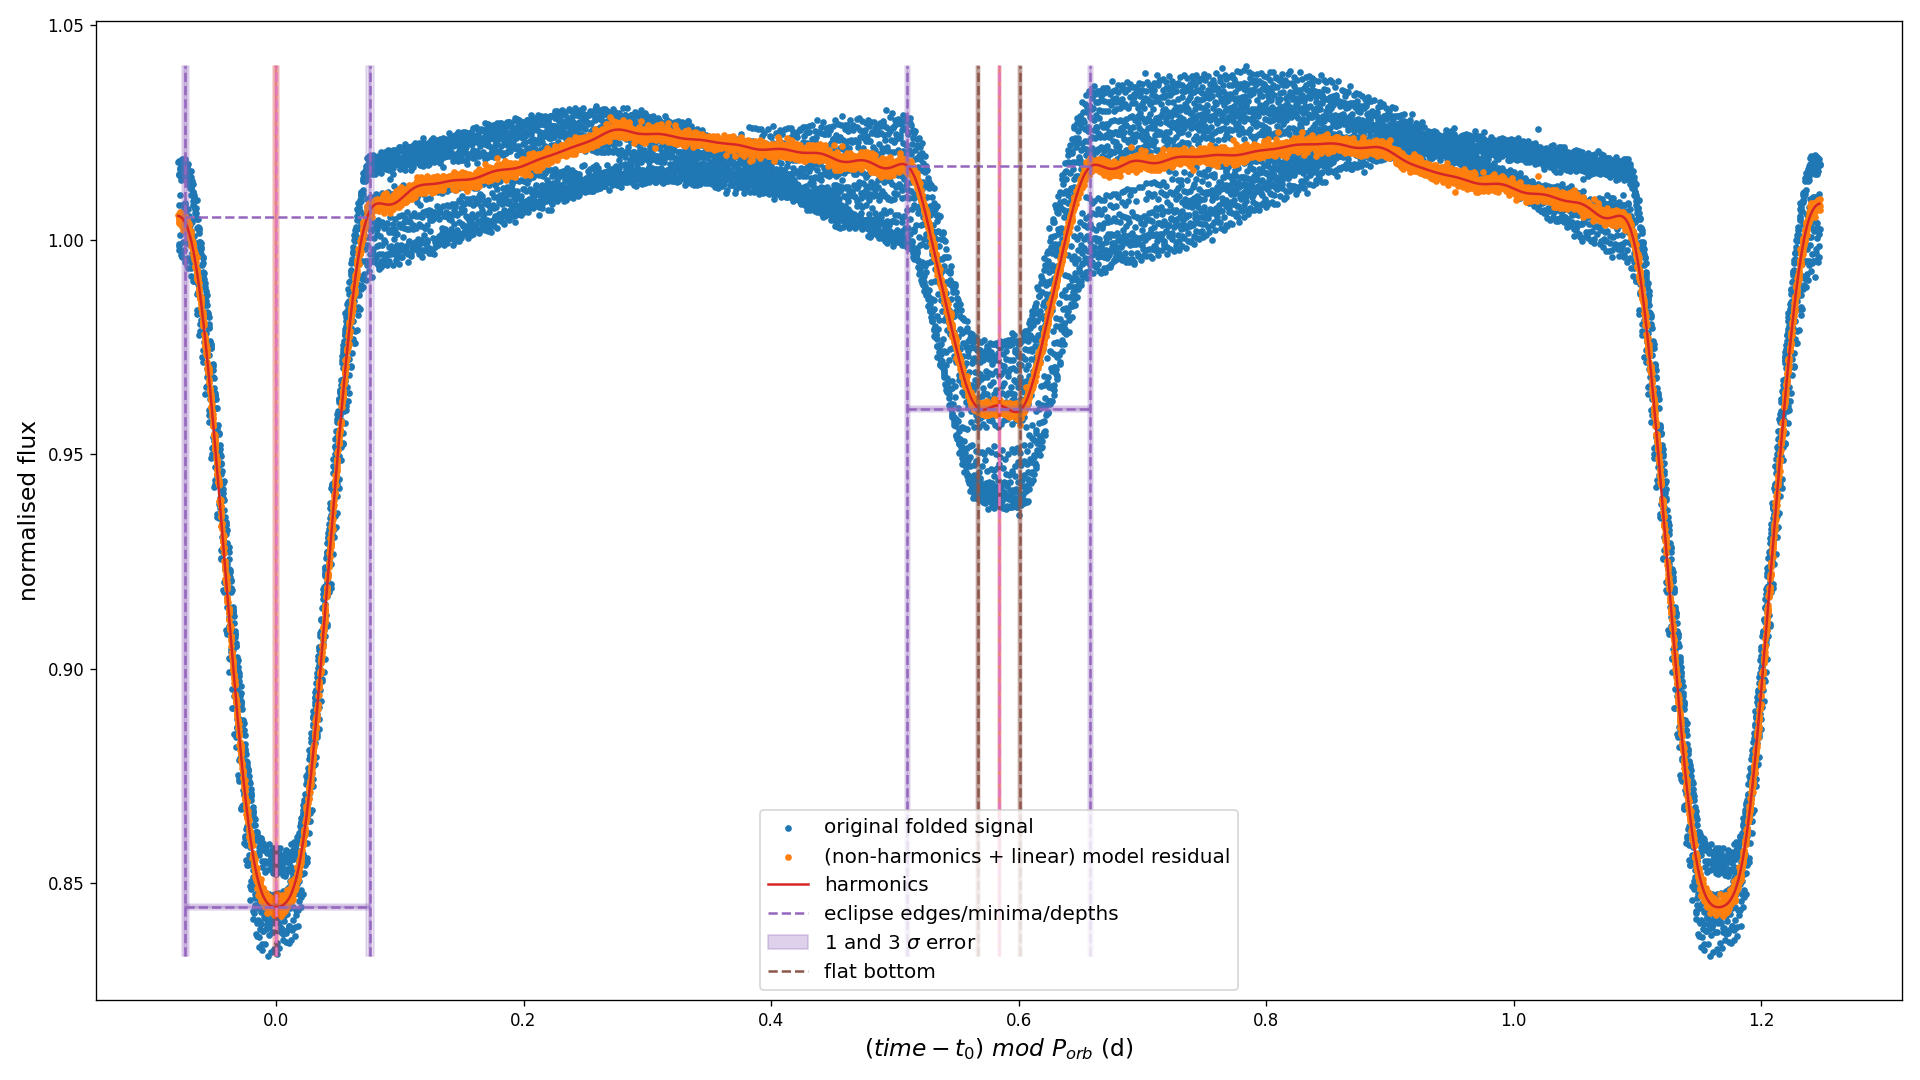 1.05
1.00
0.95
0.90
0.85
normalised flux
original folded signal
(non-harmonics + linear) model residual
harmonics
eclipse edges/minima/depths
1 and 3 σ error
flat bottom
0.0 0.2 0.4 0.6 0.8 1.0 1.2
(time − t₀) mod P_orb (d)